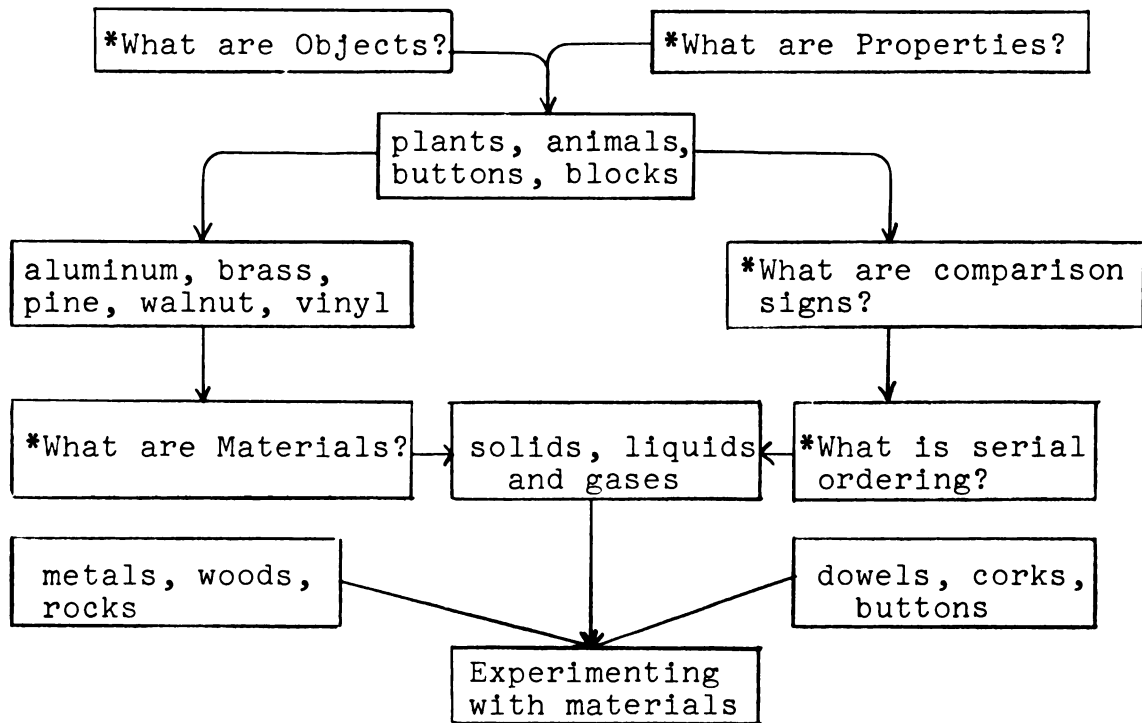 *What are Objects?
*What are Properties?
plants, animals,
buttons, blocks
aluminum, brass,
pine, walnut, vinyl
*What are comparison
signs?
*What are Materials?
solids, liquids
and gases
*What is serial
ordering?
metals, woods,
rocks
dowels, corks,
buttons
Experimenting
with materials